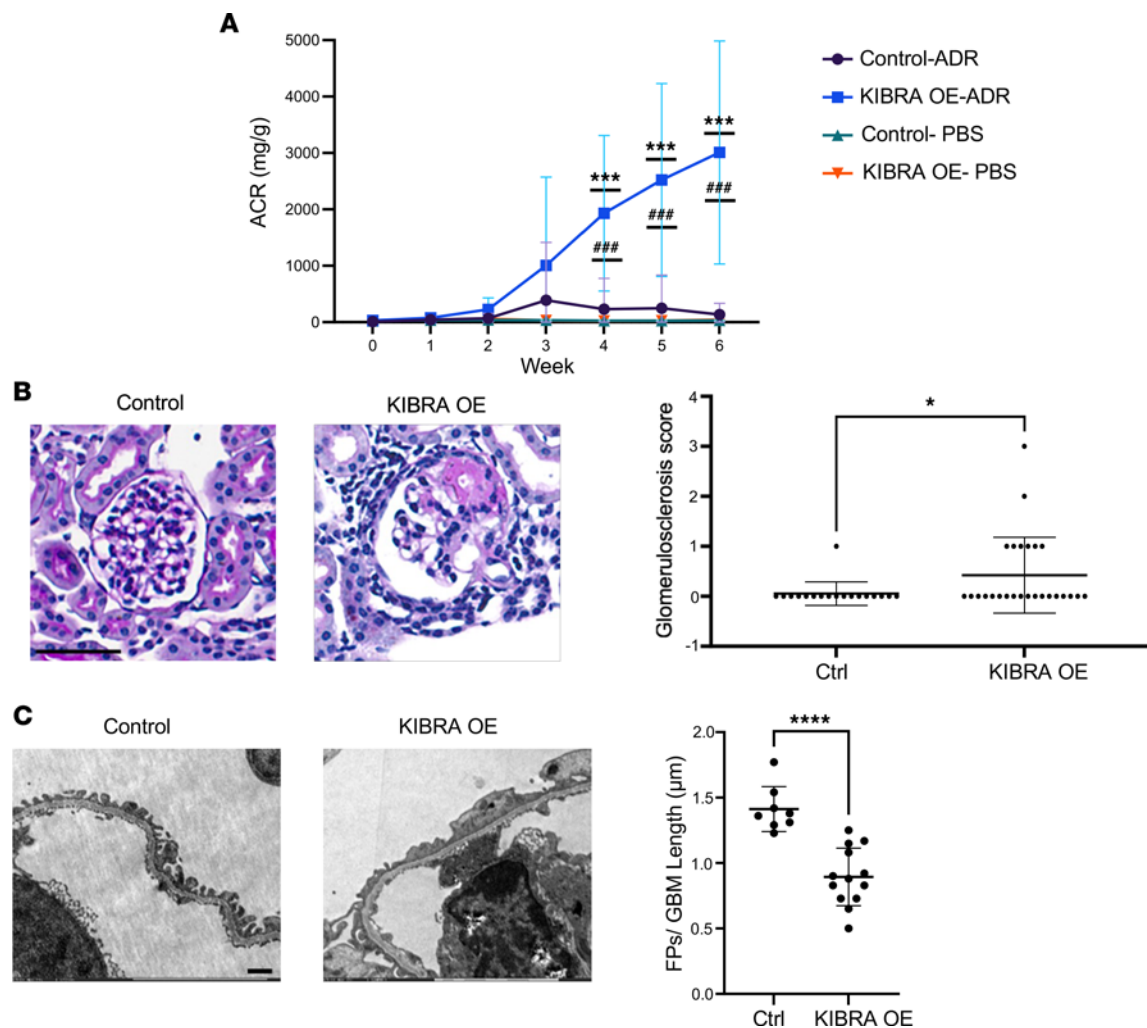 A
5000
4000
3000
2000
1000
0
ACR (mg/g)
*** *** ***
### ### ###
0 1 2 3 4 5 6
Week
Control-ADR
KIBRA OE-ADR
Control- PBS
KIBRA OE- PBS
B
Control KIBRA OE
Glomerulosclerosis score
4
3
2
1
0
-1
*
Ctrl KIBRA OE
C
Control KIBRA OE
FPs/ GBM Length (μm)
2.0
1.5
1.0
0.5
0.0
****
Ctrl KIBRA OE